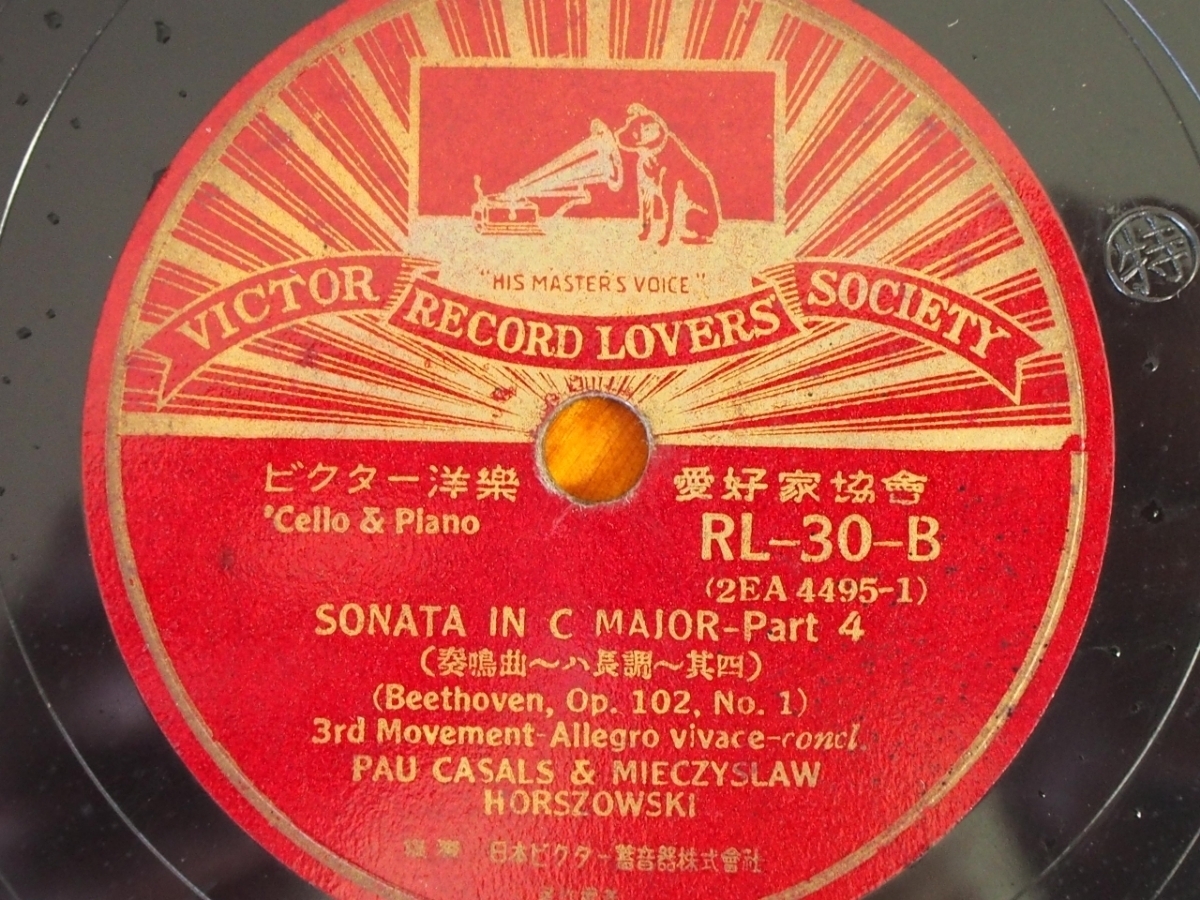 "HIS MASTER'S VOICE"
VICTOR RECORD LOVERS' SOCIETY
ビクター洋樂 愛好家協會
'Cello & Piano
RL-30-B
(2EA 4495-1)
SONATA IN C MAJOR-Part 4
(奏鳴曲〜ハ長調〜其四)
(Beethoven, Op. 102, No. 1)
3rd Movement-Allegro vivace-concl.
PAU CASALS & MIECZYSLAW
HORSZOWSKI
日本ビクター蓄音器株式會社